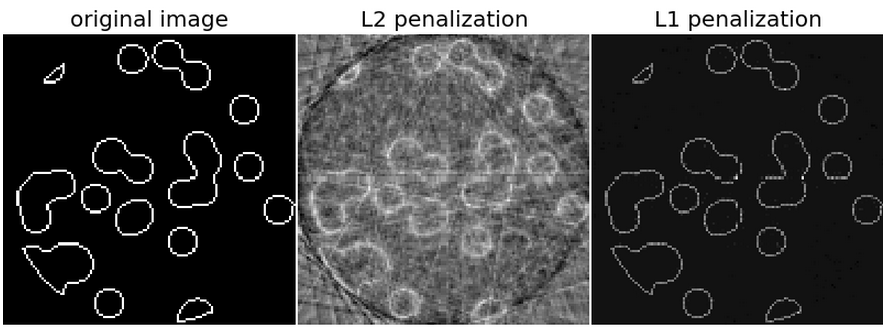 original image
L2 penalization
L1 penalization